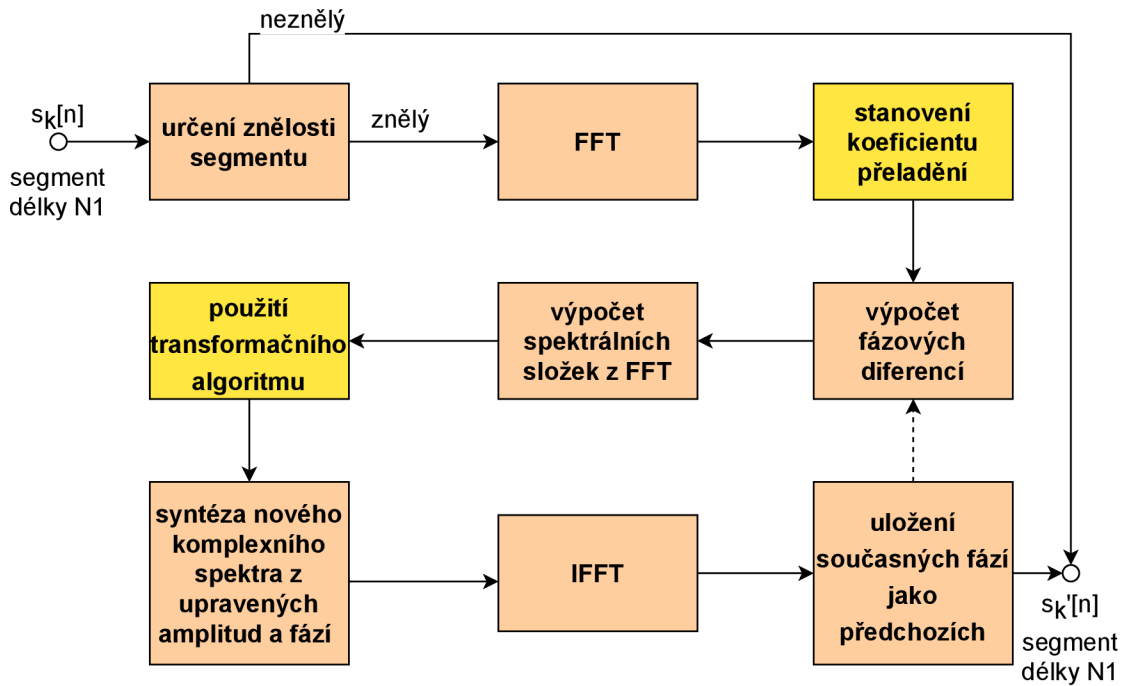 neznělý
sk[n]
segment
délky N1
určení znělosti
segmentu
znělý
FFT
stanovení
koeficientu
přeladění
použití
transformačního
algoritmu
výpočet
spektrálních
složek z FFT
výpočet
fázových
diferencí
syntéza nového
komplexního
spektra z
upravených
amplitud a fází
IFFT
uložení
současných fází
jako
předchozích
sk'[n]
segment
délky N1